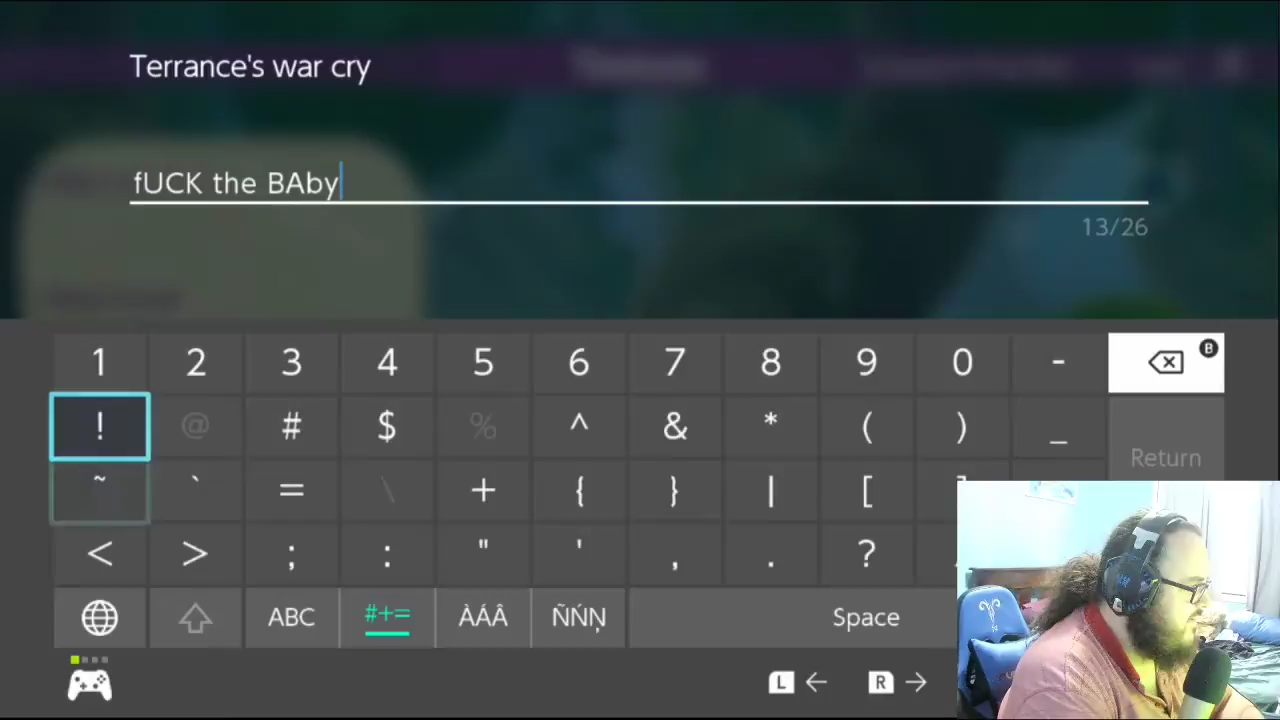 Terrance's war cry
fUCK the BAby
13/26
1 2 3 4 5 6 7 8 9 0 -
B
! @ # $ % ^ & * ( ) _
Return
~ ` = \ + { } | [
< > ; : " ' , . ?
ABC #+= ÀÁÂ ÑŃŅ Space
L ← R →